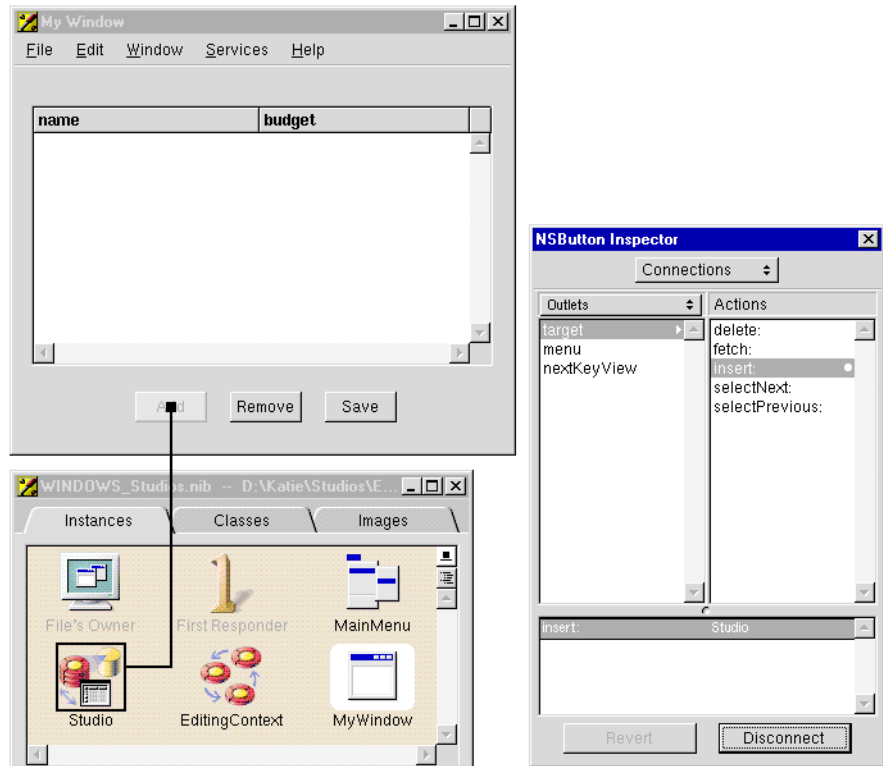 My Window
File Edit Window Services Help
name budget
Add Remove Save
WINDOWS_Studios.nib -- D:\Katie\Studios\E...
Instances Classes Images
File's Owner First Responder MainMenu
Studio EditingContext MyWindow
NSButton Inspector
Connections
Outlets Actions
target delete:
menu fetch:
nextKeyView insert:
selectNext:
selectPrevious:
insert: Studio
Revert Disconnect